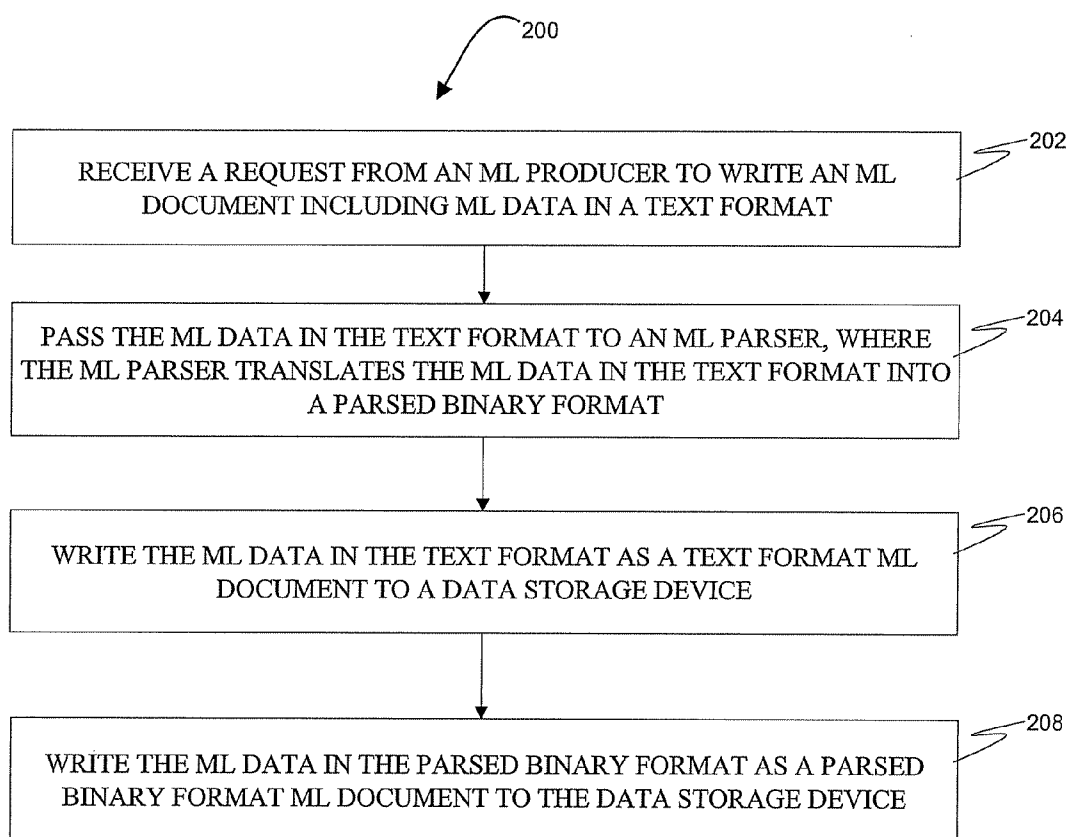 200
202
RECEIVE A REQUEST FROM AN ML PRODUCER TO WRITE AN ML
DOCUMENT INCLUDING ML DATA IN A TEXT FORMAT
204
PASS THE ML DATA IN THE TEXT FORMAT TO AN ML PARSER, WHERE
THE ML PARSER TRANSLATES THE ML DATA IN THE TEXT FORMAT INTO
A PARSED BINARY FORMAT
206
WRITE THE ML DATA IN THE TEXT FORMAT AS A TEXT FORMAT ML
DOCUMENT TO A DATA STORAGE DEVICE
208
WRITE THE ML DATA IN THE PARSED BINARY FORMAT AS A PARSED
BINARY FORMAT ML DOCUMENT TO THE DATA STORAGE DEVICE